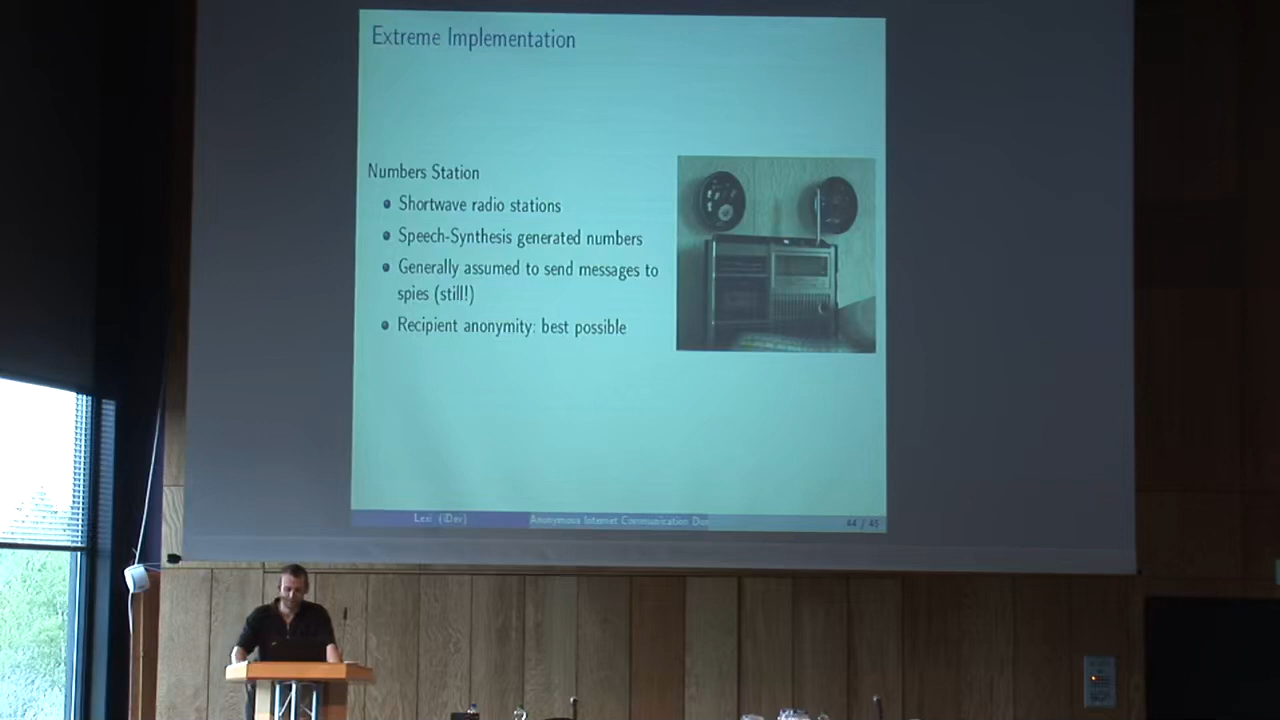 Extreme Implementation
Numbers Station
Shortwave radio stations
Speech-Synthesis generated numbers
Generally assumed to send messages to
spies (still!)
Recipient anonymity: best possible
Lexi (iDev) Anonymous Internet Communication Don 44 / 45